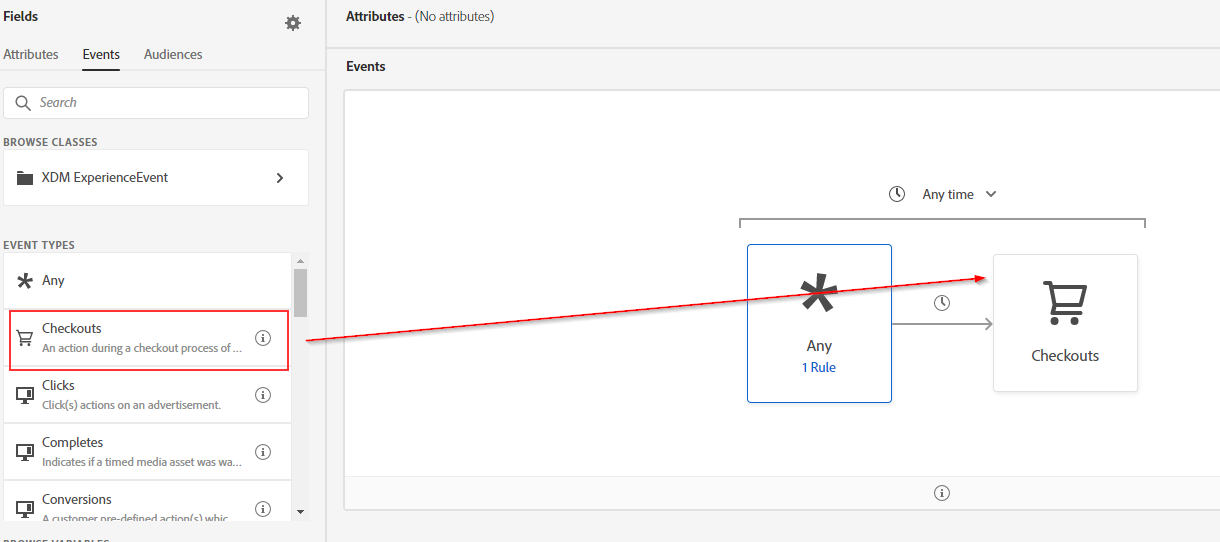 Fields
Attributes
Events
Audiences
Search
BROWSE CLASSES
XDM ExperienceEvent
EVENT TYPES
Any
Checkouts
An action during a checkout process of ...
Clicks
Click(s) actions on an advertisement.
Completes
Indicates if a timed media asset was wa...
Conversions
A customer pre-defined action(s) whic
BROWSE VARIABLES
Attributes - (No attributes)
Events
Any time
Any
1 Rule
Checkouts